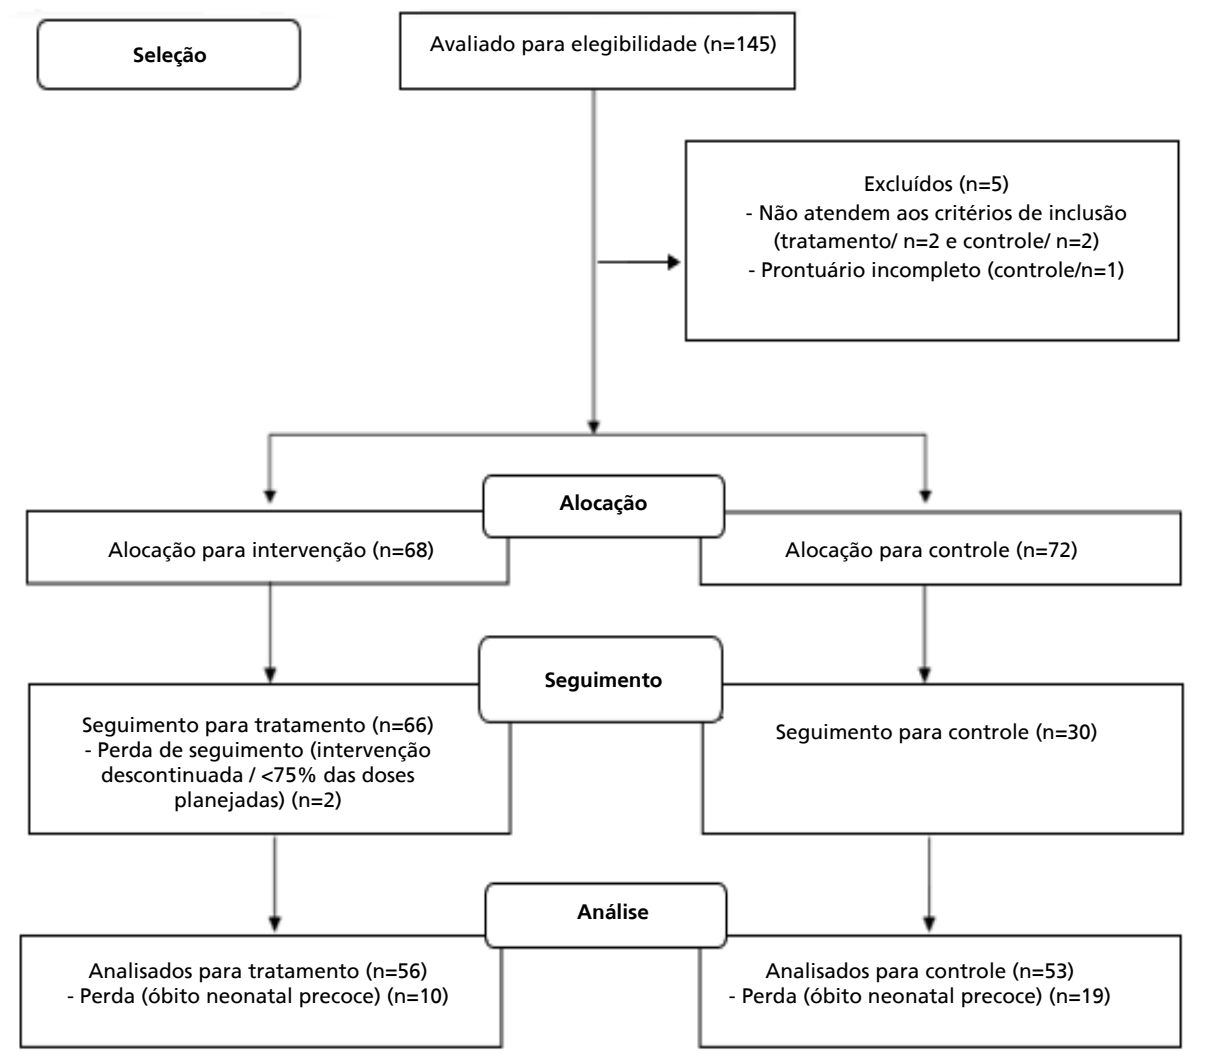 Seleção
Avaliado para elegibilidade (n=145)
Excluídos (n=5)
- Não atendem aos critérios de inclusão
(tratamento/ n=2 e controle/ n=2)
- Prontuário incompleto (controle/n=1)
Alocação
Alocação para intervenção (n=68)
Alocação para controle (n=72)
Seguimento
Seguimento para tratamento (n=66)
- Perda de seguimento (intervenção
descontinuada / <75% das doses
planejadas) (n=2)
Seguimento para controle (n=30)
Análise
Analisados para tratamento (n=56)
- Perda (óbito neonatal precoce) (n=10)
Analisados para controle (n=53)
- Perda (óbito neonatal precoce) (n=19)